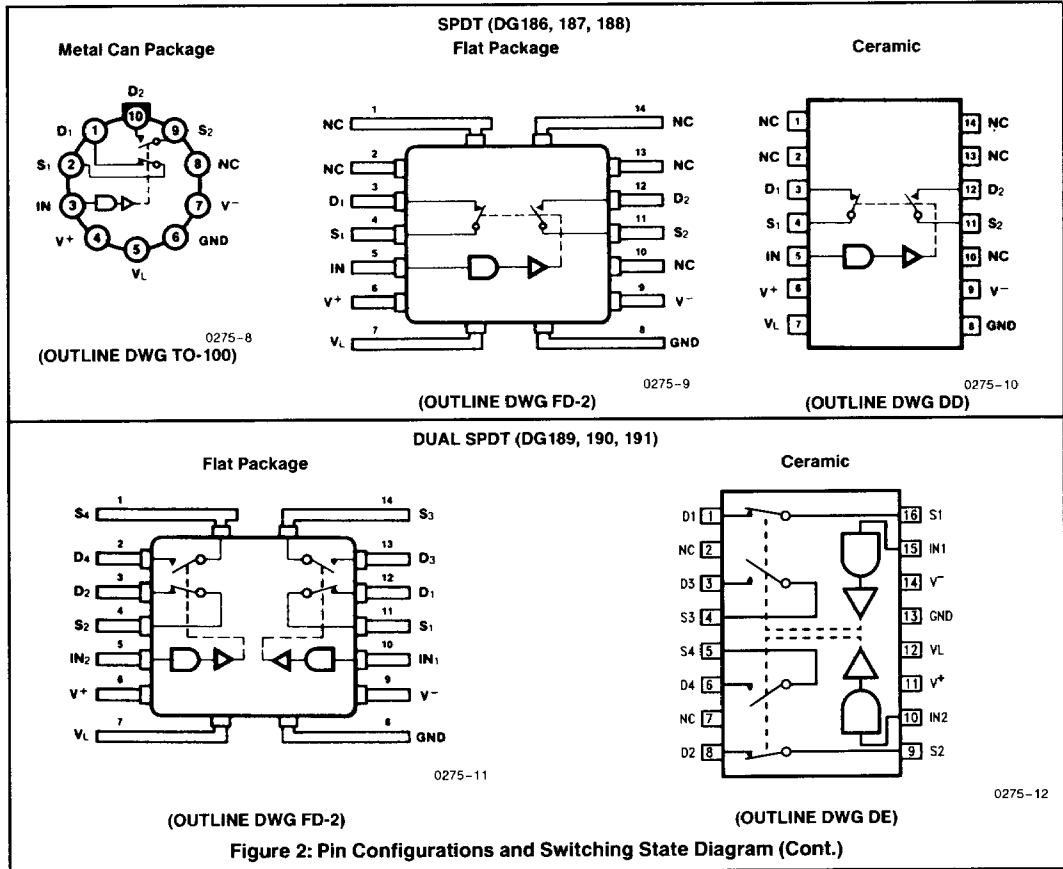 SPDT (DG186, 187, 188)
Metal Can Package
Flat Package
Ceramic
D2
10
D1
1
9
S2
S1
2
8
NC
IN
3
7
V-
V+
4
5
6
GND
VL
0275-8
(OUTLINE DWG TO-100)
1
NC
14
NC
2
NC
13
NC
3
D1
12
D2
4
S1
11
S2
5
IN
10
NC
6
V+
9
V-
7
VL
8
GND
0275-9
(OUTLINE DWG FD-2)
NC 1
14 NC
NC 2
13 NC
D1 3
12 D2
S1 4
11 S2
IN 5
10 NC
V+ 6
9 V-
VL 7
8 GND
0275-10
(OUTLINE DWG DD)
DUAL SPDT (DG189, 190, 191)
Flat Package
Ceramic
1
S4
14
S3
2
D4
13
D3
3
D2
12
D1
4
S2
11
S1
5
IN2
10
IN1
6
V+
9
V-
7
VL
8
GND
0275-11
(OUTLINE DWG FD-2)
D1 1
16 S1
NC 2
15 IN1
D3 3
14 V-
S3 4
13 GND
S4 5
12 VL
D4 6
11 V+
NC 7
10 IN2
D2 8
9 S2
0275-12
(OUTLINE DWG DE)
Figure 2: Pin Configurations and Switching State Diagram (Cont.)